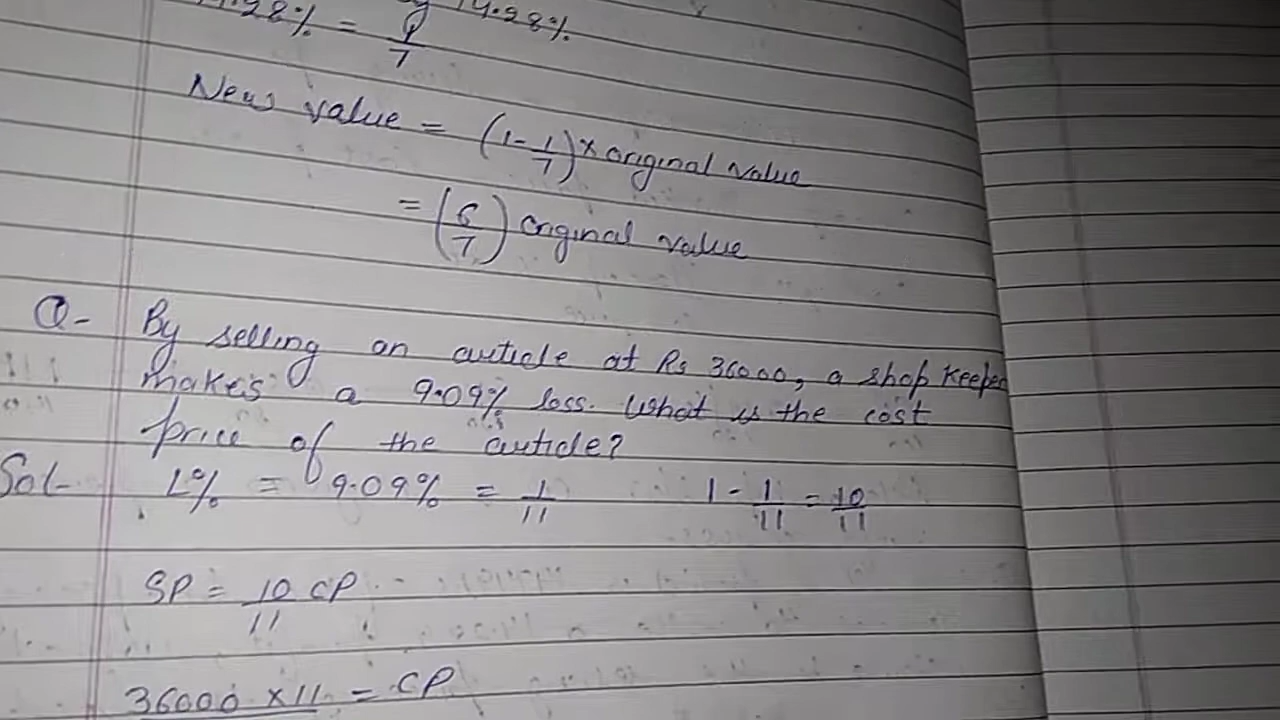 14.28% = 1/7 14.28%
New value = (1 - 1/7) × original value
= (6/7) original value
Q- By selling an article at Rs 36000, a shop keeper
makes a 9.09% loss. What is the cost
price of the article?
Sol- L% = 9.09% = 1/11 1 - 1/11 = 10/11
SP = 10/11 CP
36000 × 11 = CP